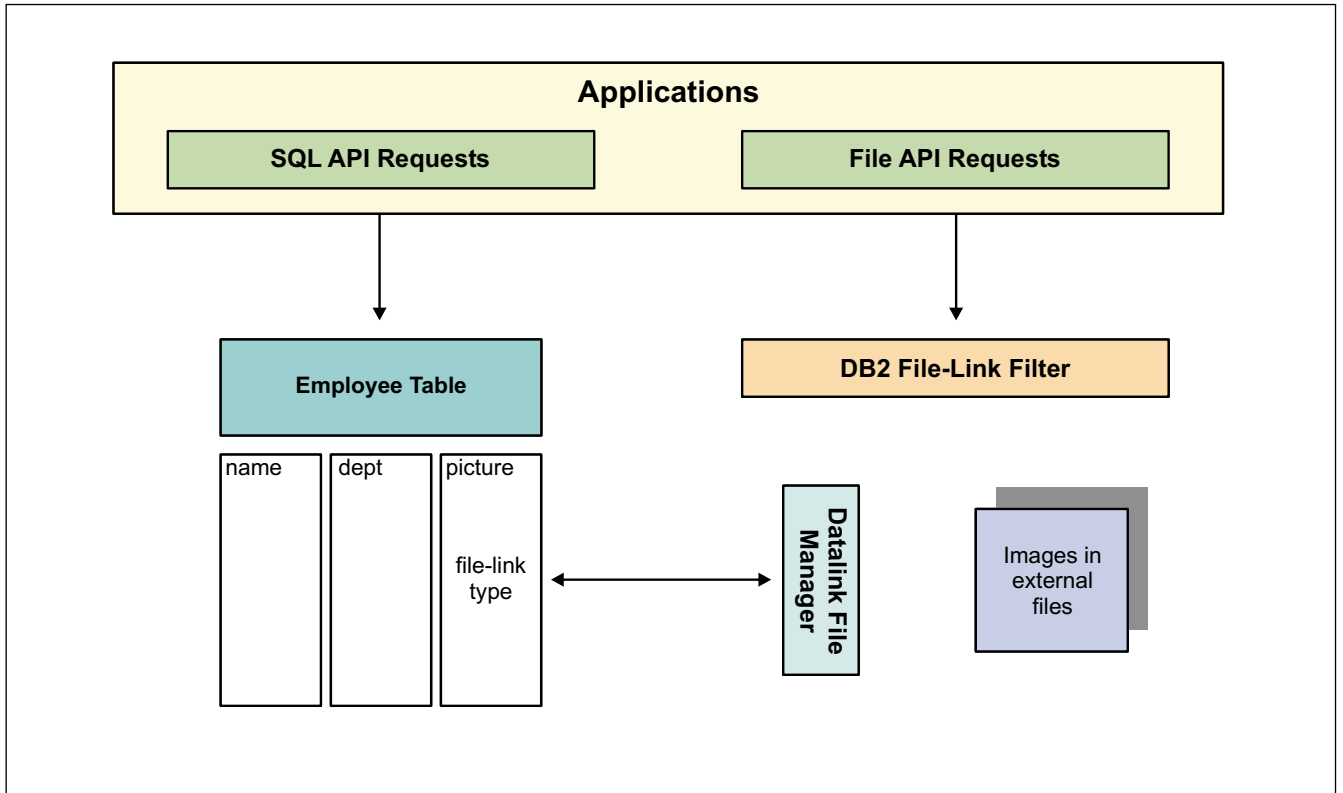 Applications
SQL API Requests
File API Requests
Employee Table
DB2 File-Link Filter
name
dept
picture
file-link
type
Datalink File
Manager
Images in
external
files